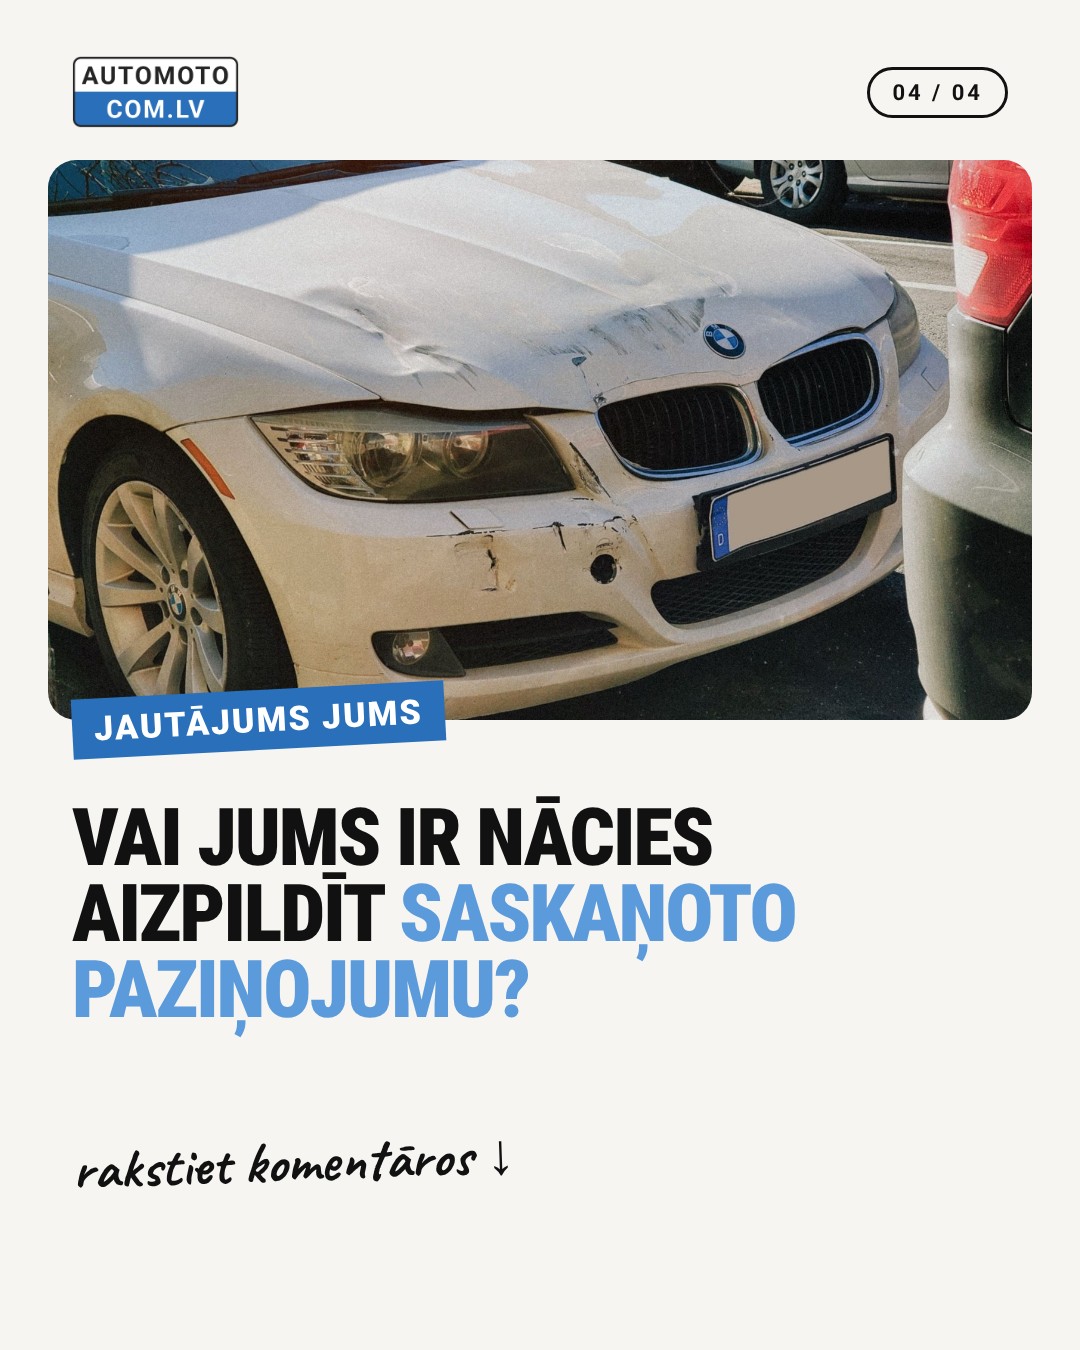 AUTOMOTO
COM.LV
04 / 04
JAUTĀJUMS JUMS
VAI JUMS IR NĀCIES
AIZPILDĪT SASKAŅOTO
PAZIŅOJUMU?
rakstiet komentāros ↓